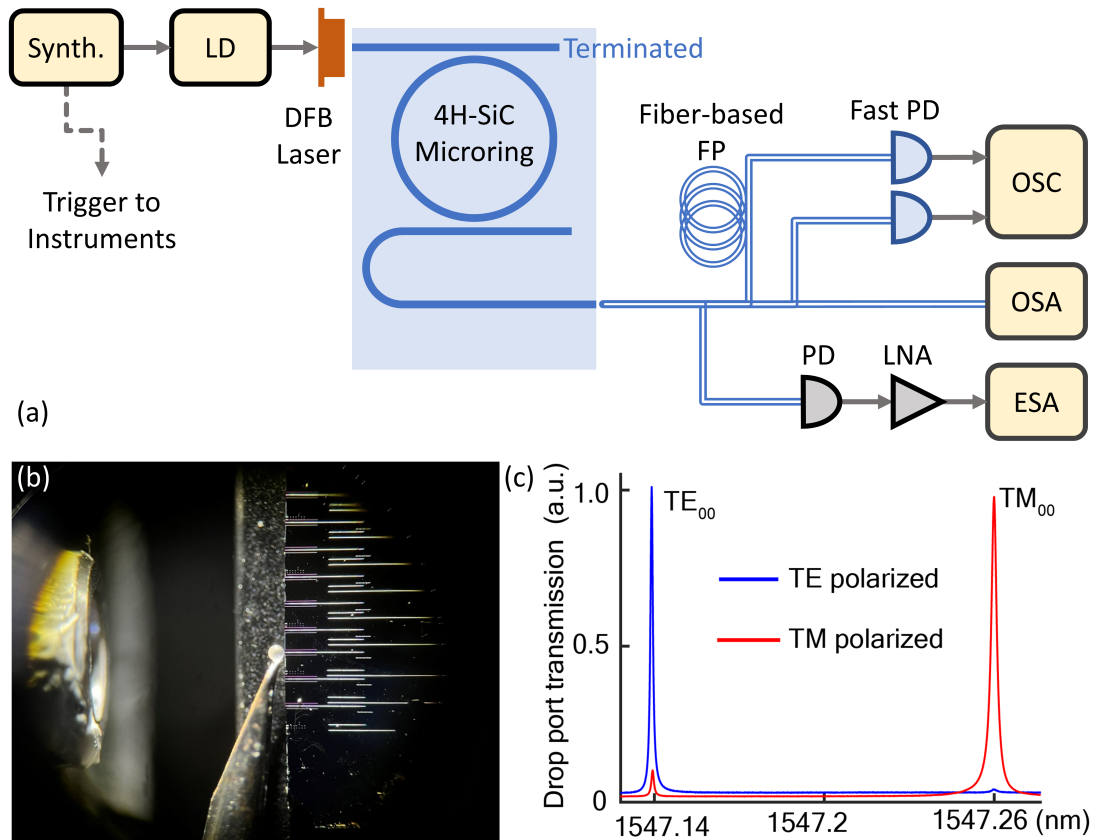 Synth.
LD
Terminated
DFB
Laser
4H-SiC
Microring
Trigger to
Instruments
Fiber-based
FP
Fast PD
OSC
OSA
PD
LNA
ESA
(a)
(b)
(c)
Drop port transmission (a.u.)
1.0
0.5
0
TE₀₀
TM₀₀
TE polarized
TM polarized
1547.14
1547.2
1547.26 (nm)